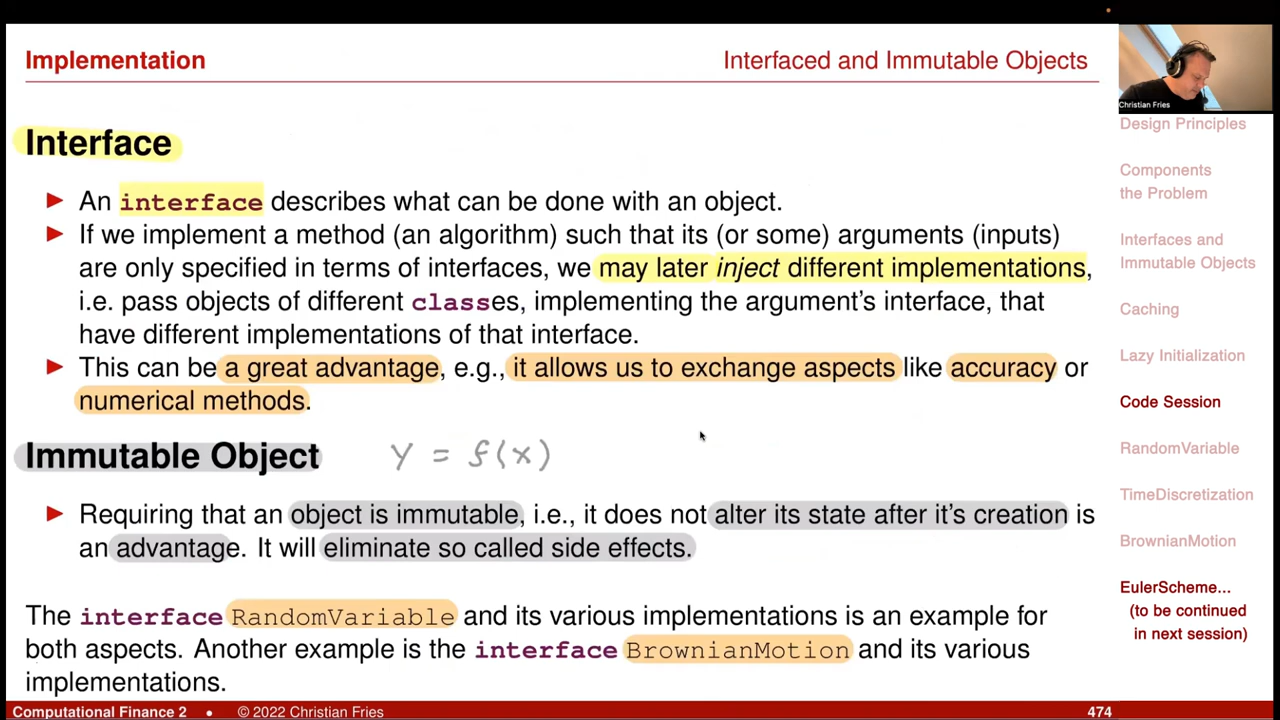 Implementation
Interfaced and Immutable Objects
Christian Fries
Interface
An interface describes what can be done with an object.
If we implement a method (an algorithm) such that its (or some) arguments (inputs)
are only specified in terms of interfaces, we may later inject different implementations,
i.e. pass objects of different classes, implementing the argument's interface, that
have different implementations of that interface.
This can be a great advantage, e.g., it allows us to exchange aspects like accuracy or
numerical methods.
Immutable Object
Y = f(x)
Requiring that an object is immutable, i.e., it does not alter its state after it's creation is
an advantage. It will eliminate so called side effects.
The interface RandomVariable and its various implementations is an example for
both aspects. Another example is the interface BrownianMotion and its various
implementations.
Design Principles
Components
the Problem
Interfaces and
Immutable Objects
Caching
Lazy Initialization
Code Session
RandomVariable
TimeDiscretization
BrownianMotion
EulerScheme...
(to be continued
in next session)
Computational Finance 2 • © 2022 Christian Fries
474